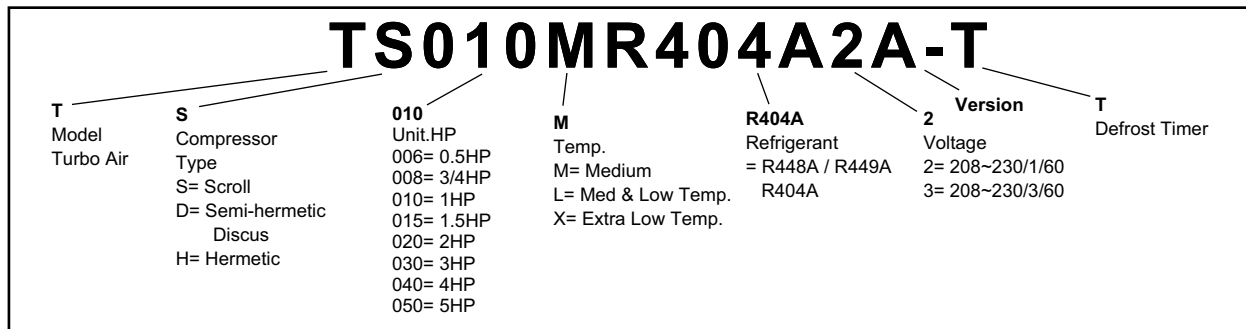 TS010MR404A2A-T
T
Model
Turbo Air
S
Compressor
Type
S= Scroll
D= Semi-hermetic
Discus
H= Hermetic
010
Unit.HP
006= 0.5HP
008= 3/4HP
010= 1HP
015= 1.5HP
020= 2HP
030= 3HP
040= 4HP
050= 5HP
M
Temp.
M= Medium
L= Med & Low Temp.
X= Extra Low Temp.
R404A
Refrigerant
= R448A / R449A
R404A
2
Voltage
2= 208~230/1/60
3= 208~230/3/60
Version
T
Defrost Timer